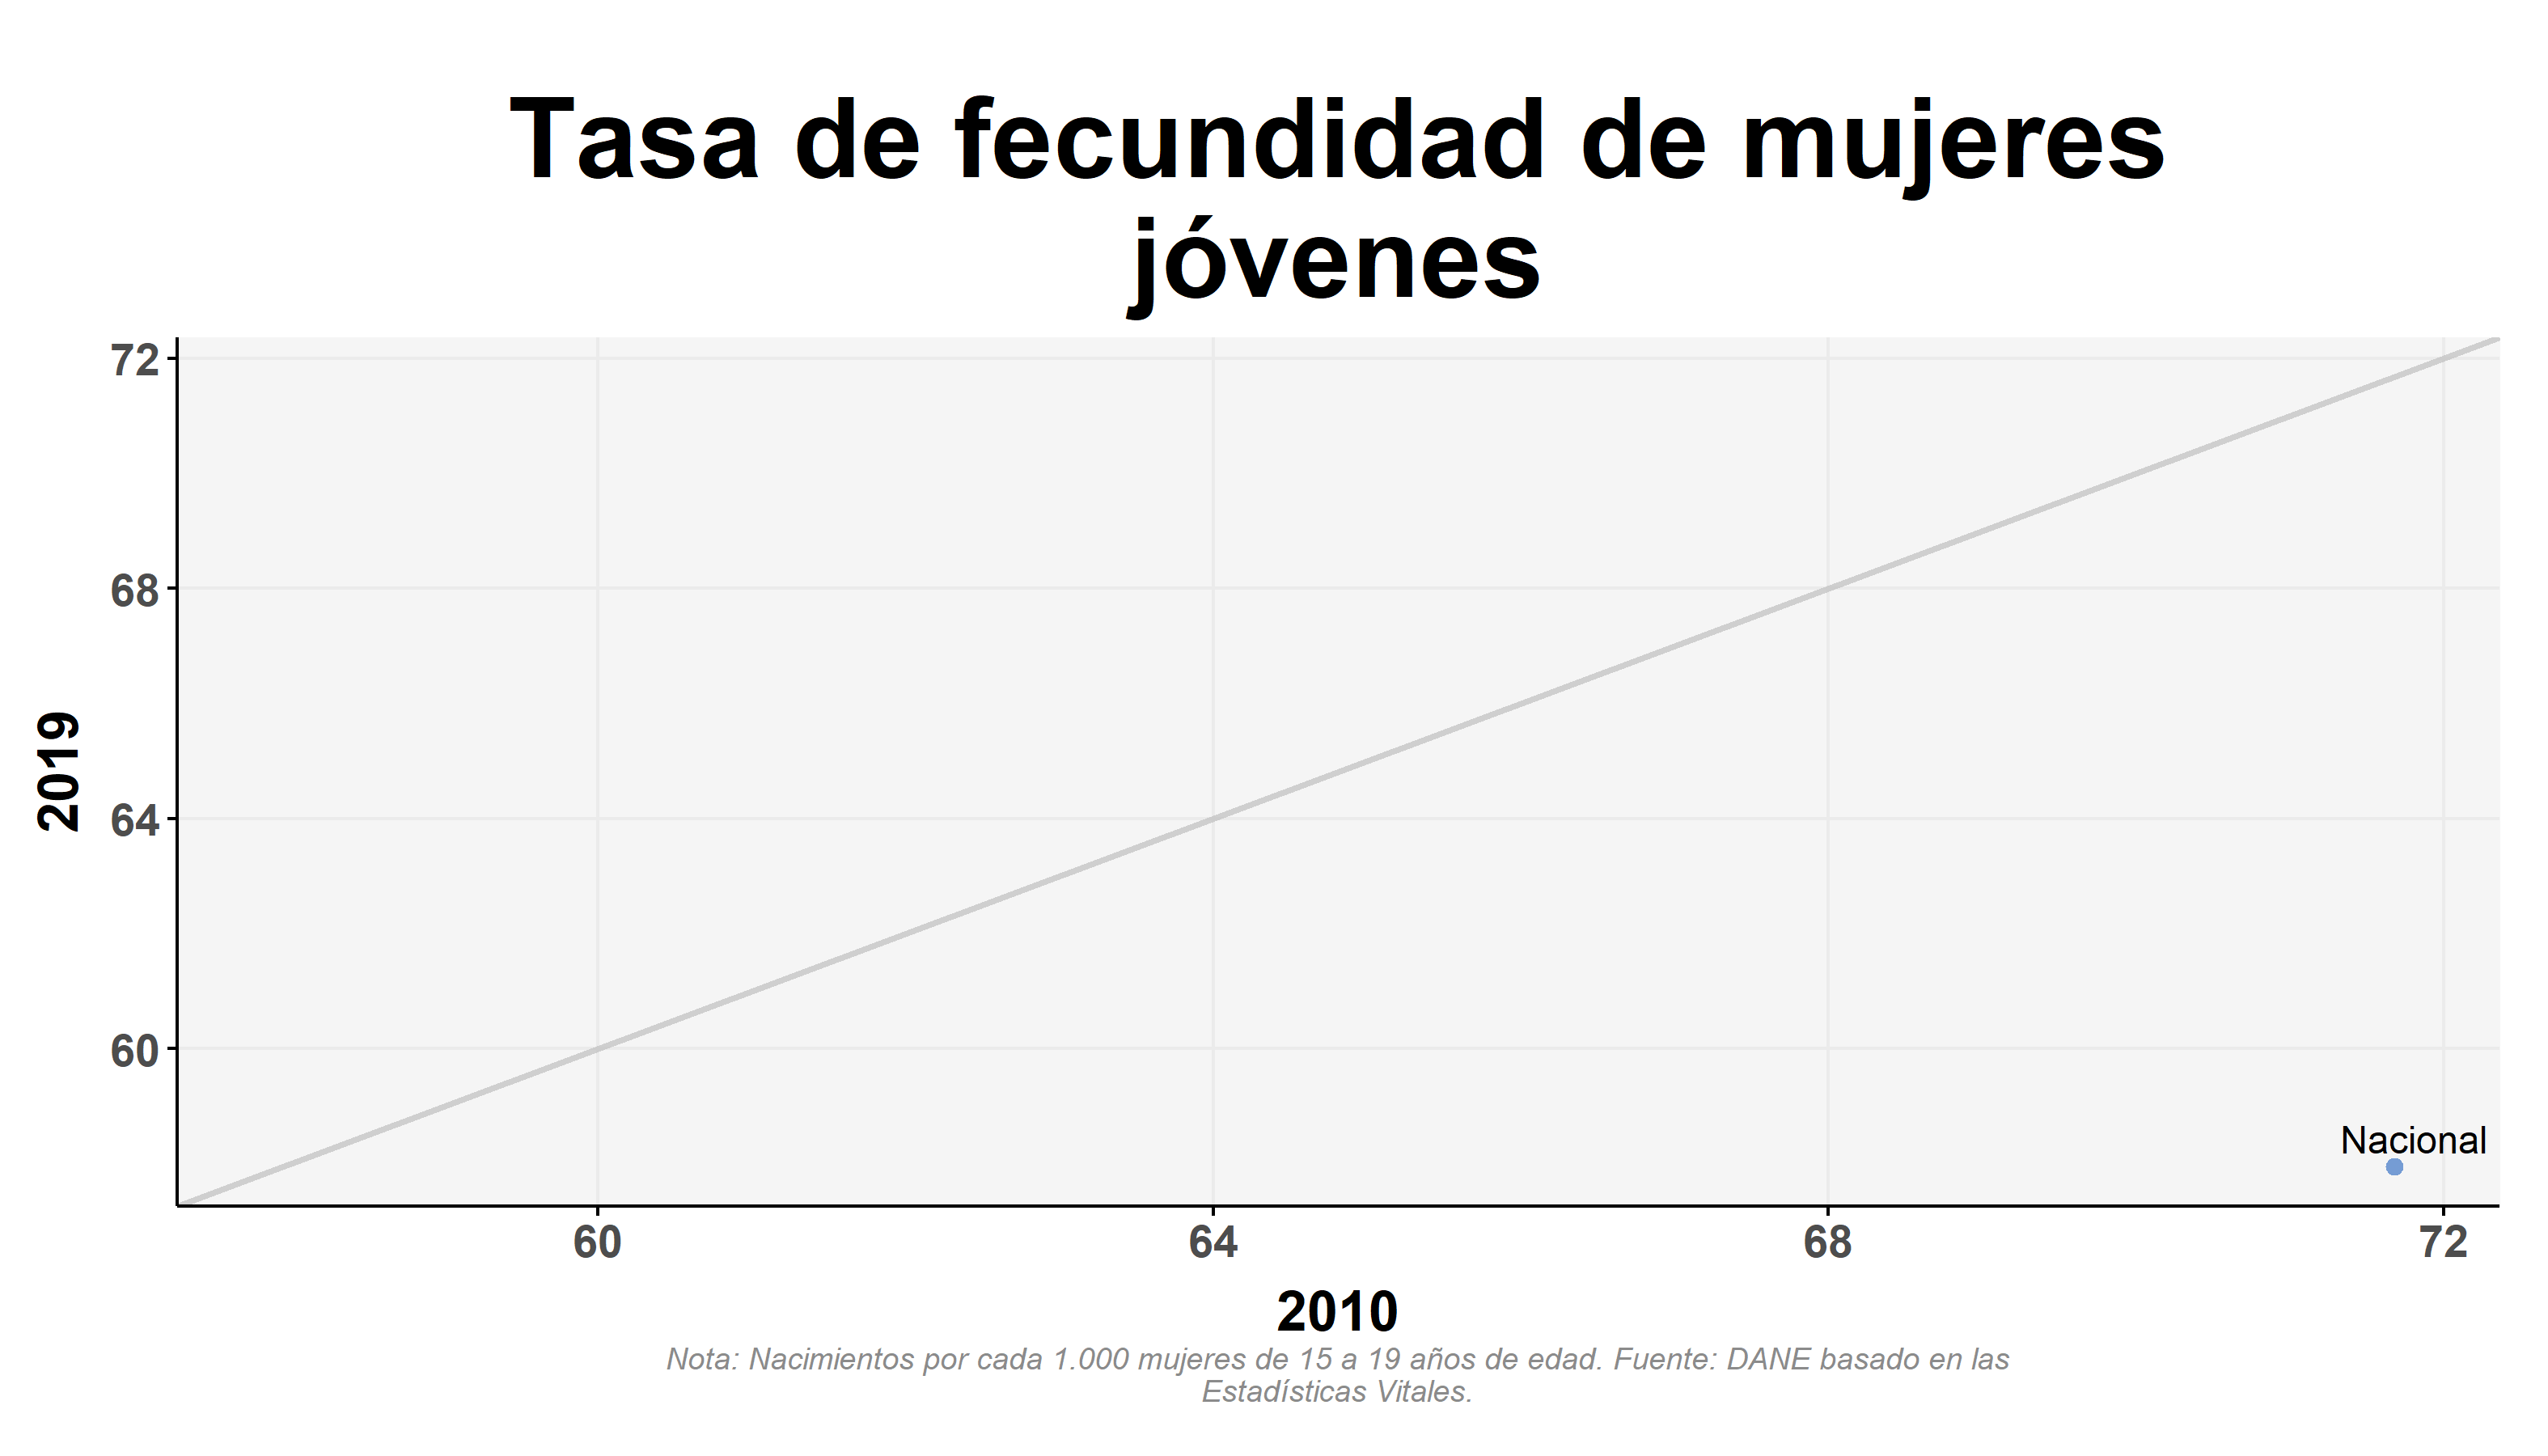 Tasa de fecundidad de mujeres
jóvenes
72
68
64
60
2019
Nacional
60 64 68 72
2010
Nota: Nacimientos por cada 1.000 mujeres de 15 a 19 años de edad. Fuente: DANE basado en las
Estadísticas Vitales.